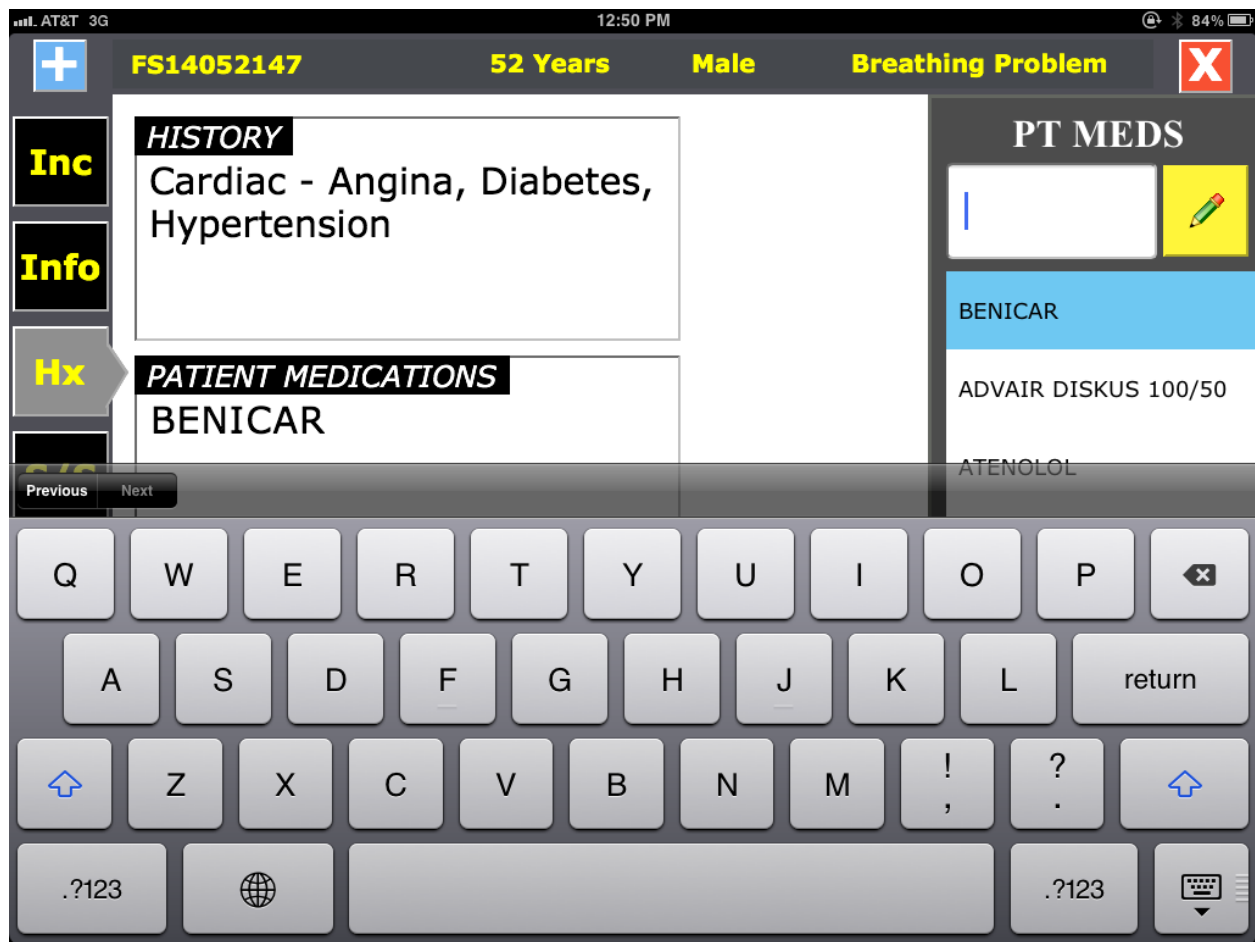 AT&T 3G 12:50 PM 84%
FS14052147 52 Years Male Breathing Problem X
Inc
Info
Hx
HISTORY
Cardiac - Angina, Diabetes,
Hypertension
PATIENT MEDICATIONS
BENICAR
PT MEDS
BENICAR
ADVAIR DISKUS 100/50
ATENOLOL
Previous Next
Q W E R T Y U I O P
A S D F G H J K L return
Z X C V B N M ! , ? .
.?123 .?123